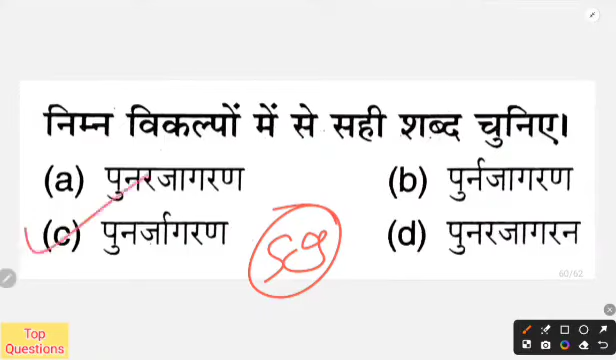 निम्न विकल्पों में से सही शब्द चुनिए।
(a) पुनरजागरण (b) पुर्नजागरण
(c) पुनर्जागरण (d) पुनरजागरन
60/62
Top
Questions